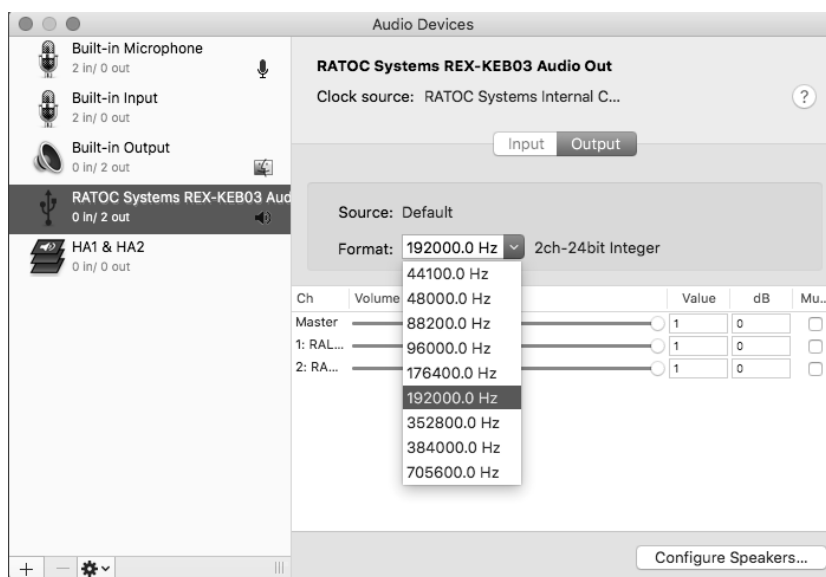 Audio Devices
Built-in Microphone
2 in/ 0 out
Built-in Input
2 in/ 0 out
Built-in Output
0 in/ 2 out
RATOC Systems REX-KEB03 Aud
0 in/ 2 out
HA1 & HA2
0 in/ 0 out
RATOC Systems REX-KEB03 Audio Out
Clock source: RATOC Systems Internal C...
?
Input Output
Source: Default
Format: 192000.0 Hz 2ch-24bit Integer
44100.0 Hz
48000.0 Hz
88200.0 Hz
96000.0 Hz
176400.0 Hz
192000.0 Hz
352800.0 Hz
384000.0 Hz
705600.0 Hz
Ch Volume Value dB Mu...
Master 1 0
1: RAL... 1 0
2: RA... 1 0
Configure Speakers...